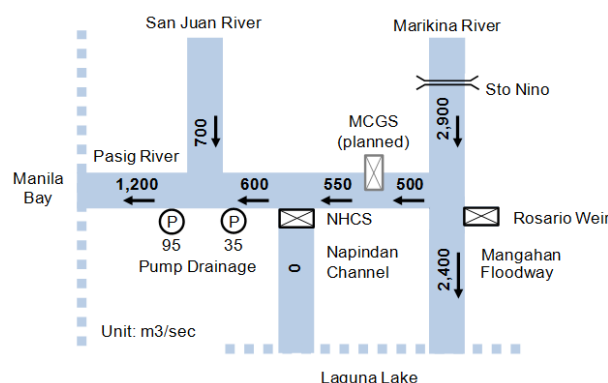 San Juan River
Marikina River
Sto Nino
MCGS
(planned)
2,900
700
Pasig River
Manila
Bay
1,200
600
550
500
P
P
NHCS
Rosario Weir
95
35
Pump Drainage
0
Napindan
Channel
2,400
Mangahan
Floodway
Unit: m3/sec
Laguna Lake